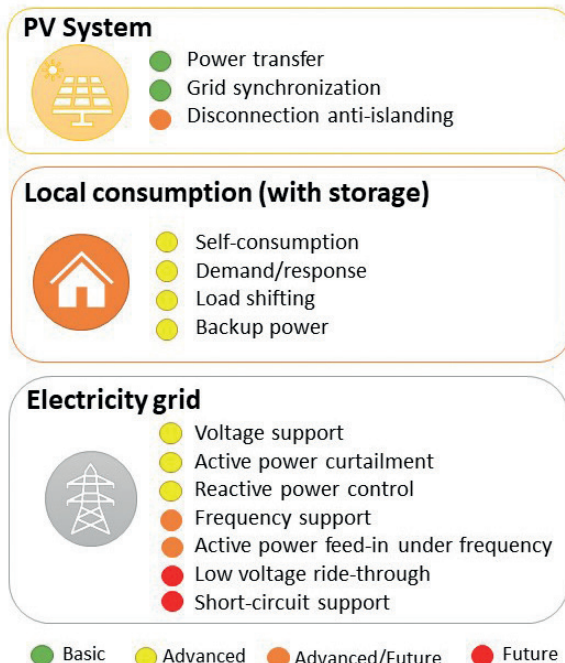 PV System
Power transfer
Grid synchronization
Disconnection anti-islanding
Local consumption (with storage)
Self-consumption
Demand/response
Load shifting
Backup power
Electricity grid
Voltage support
Active power curtailment
Reactive power control
Frequency support
Active power feed-in under frequency
Low voltage ride-through
Short-circuit support
Basic Advanced Advanced/Future Future